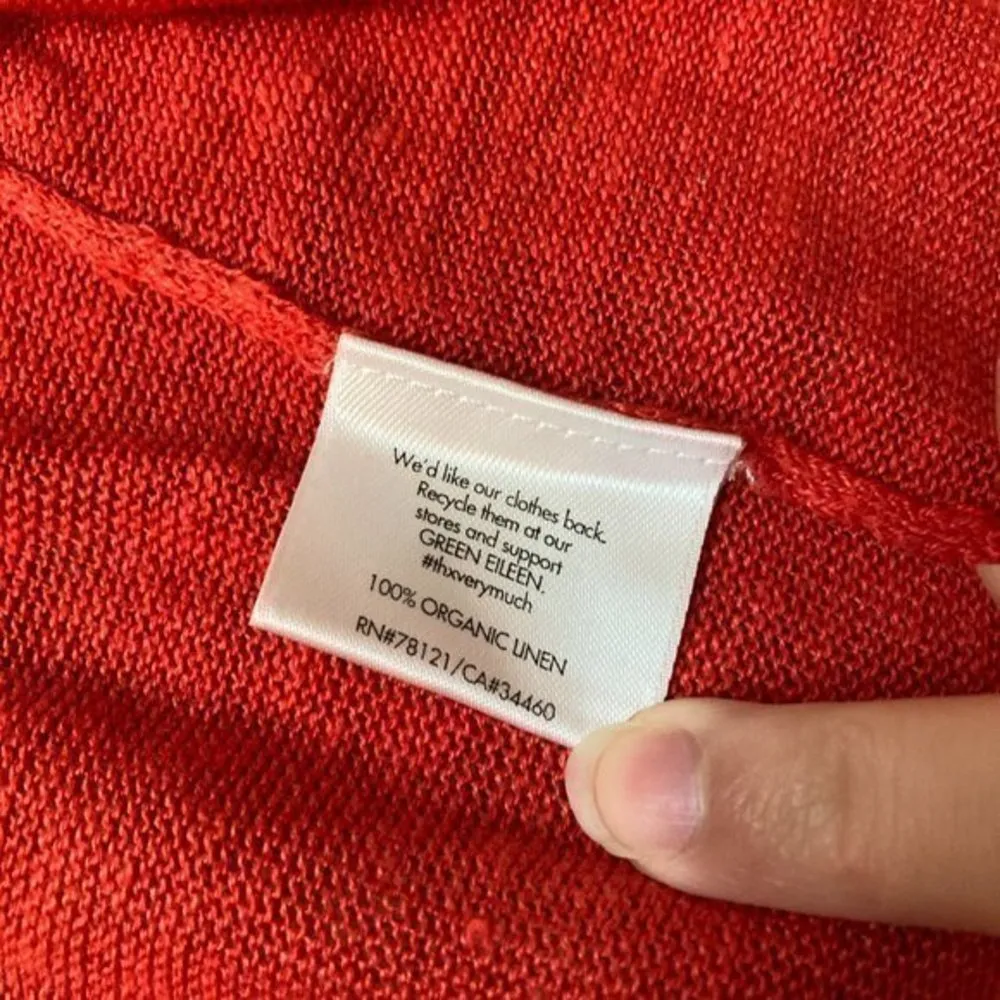 We'd like our clothes back.
Recycle them at our
stores and support
GREEN EILEEN.
#thxverymuch
100% ORGANIC LINEN
RN#78121/CA#34460